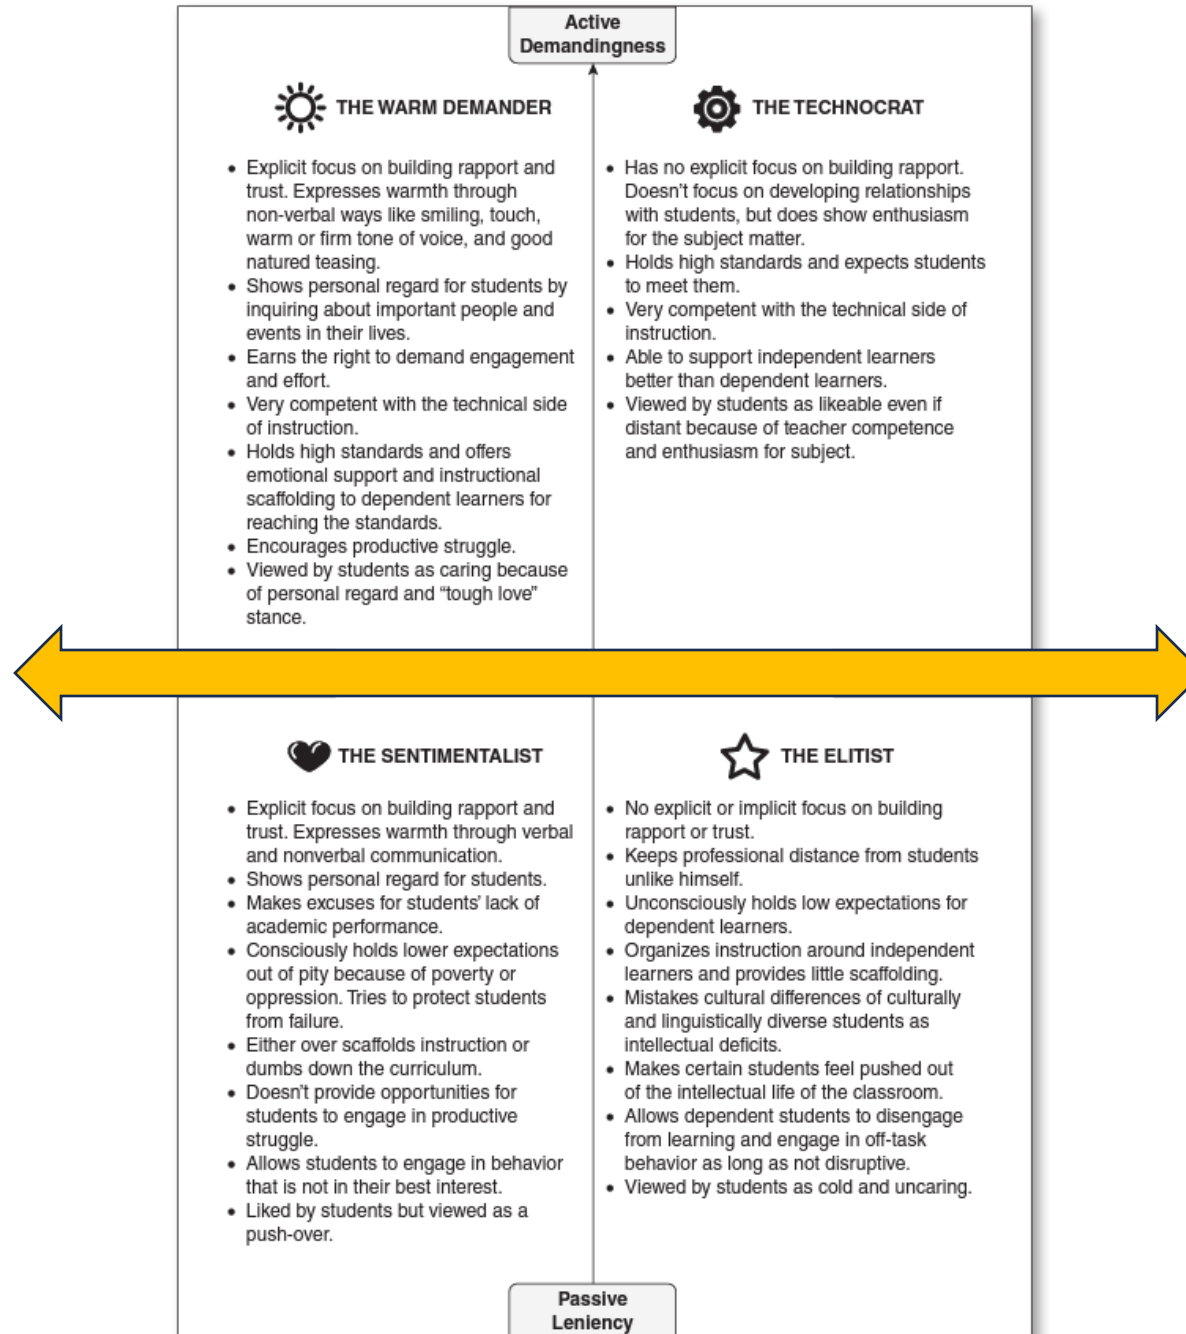 Active
Demandingness
THE WARM DEMANDER
• Explicit focus on building rapport and
trust. Expresses warmth through
non-verbal ways like smiling, touch,
warm or firm tone of voice, and good
natured teasing.
• Shows personal regard for students by
inquiring about important people and
events in their lives.
• Earns the right to demand engagement
and effort.
• Very competent with the technical side
of instruction.
• Holds high standards and offers
emotional support and instructional
scaffolding to dependent learners for
reaching the standards.
• Encourages productive struggle.
• Viewed by students as caring because
of personal regard and “tough love”
stance.
THE TECHNOCRAT
• Has no explicit focus on building rapport.
Doesn’t focus on developing relationships
with students, but does show enthusiasm
for the subject matter.
• Holds high standards and expects students
to meet them.
• Very competent with the technical side of
instruction.
• Able to support independent learners
better than dependent learners.
• Viewed by students as likeable even if
distant because of teacher competence
and enthusiasm for subject.
THE SENTIMENTALIST
• Explicit focus on building rapport and
trust. Expresses warmth through verbal
and nonverbal communication.
• Shows personal regard for students.
• Makes excuses for students’ lack of
academic performance.
• Consciously holds lower expectations
out of pity because of poverty or
oppression. Tries to protect students
from failure.
• Either over scaffolds instruction or
dumbs down the curriculum.
• Doesn’t provide opportunities for
students to engage in productive
struggle.
• Allows students to engage in behavior
that is not in their best interest.
• Liked by students but viewed as a
push-over.
THE ELITIST
• No explicit or implicit focus on building
rapport or trust.
• Keeps professional distance from students
unlike himself.
• Unconsciously holds low expectations for
dependent learners.
• Organizes instruction around independent
learners and provides little scaffolding.
• Mistakes cultural differences of culturally
and linguistically diverse students as
intellectual deficits.
• Makes certain students feel pushed out
of the intellectual life of the classroom.
• Allows dependent students to disengage
from learning and engage in off-task
behavior as long as not disruptive.
• Viewed by students as cold and uncaring.
Passive
Leniency